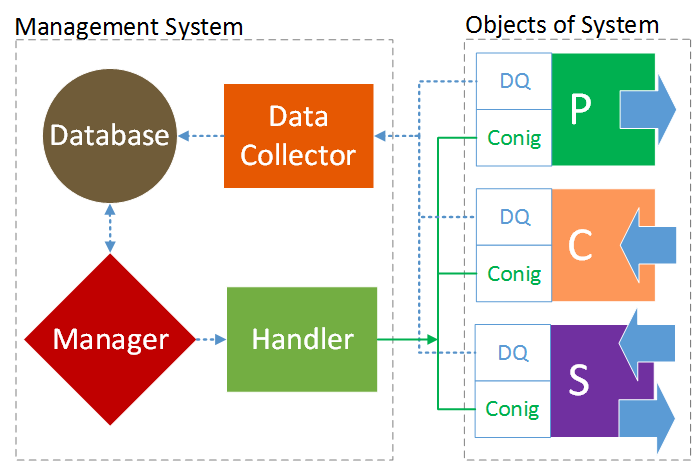 Management System
Objects of System
Database
Data
Collector
Manager
Handler
DQ
Conig
P
DQ
Conig
C
DQ
Conig
S